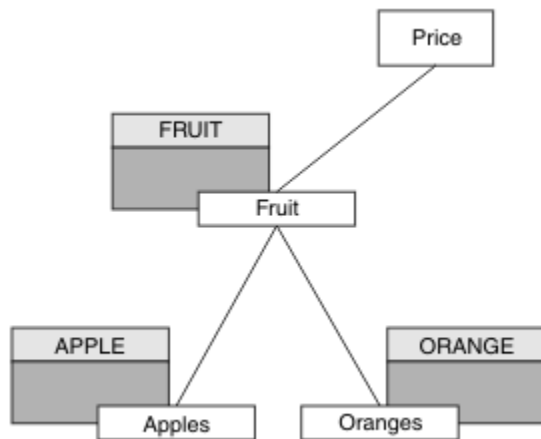 Price
FRUIT
Fruit
APPLE
ORANGE
Apples
Oranges